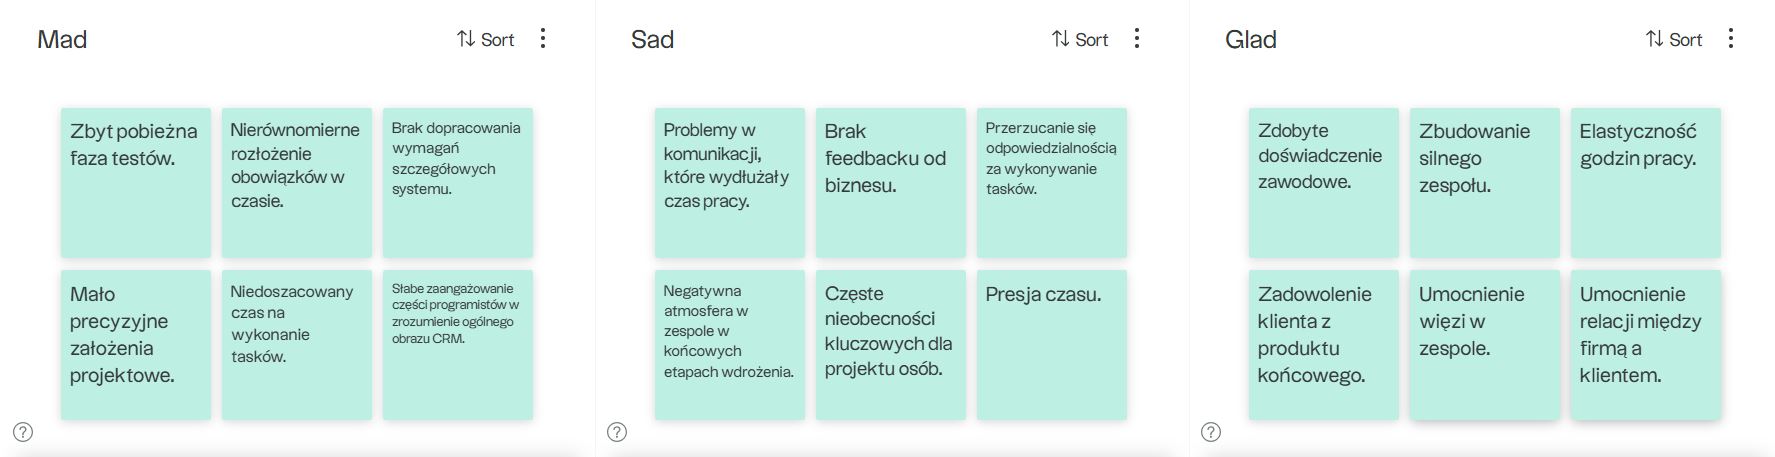 Mad
Sort
Zbyt pobieżna
faza testów.
Nierównomierne
rozłożenie
obowiązków w
czasie.
Brak dopracowania
wymagań
szczegółowych
systemu.
Mało
precyzyjne
założenia
projektowe.
Niedoszacowany
czas na
wykonanie
tasków.
Słabe zaangażowanie
części programistów w
zrozumienie ogólnego
obrazu CRM.
?
Sad
Sort
Problemy w
komunikacji,
które wydłużały
czas pracy.
Brak
feedbacku od
biznesu.
Przerzucanie się
odpowiedzialnością
za wykonywanie
tasków.
Negatywna
atmosfera w
zespole w
końcowych
etapach wdrożenia.
Częste
nieobecności
kluczowych dla
projektu osób.
Presja czasu.
?
Glad
Sort
Zdobyte
doświadczenie
zawodowe.
Zbudowanie
silnego
zespołu.
Elastyczność
godzin pracy.
Zadowolenie
klienta z
produktu
końcowego.
Umocnienie
więzi w
zespole.
Umocnienie
relacji między
firmą a
klientem.
?